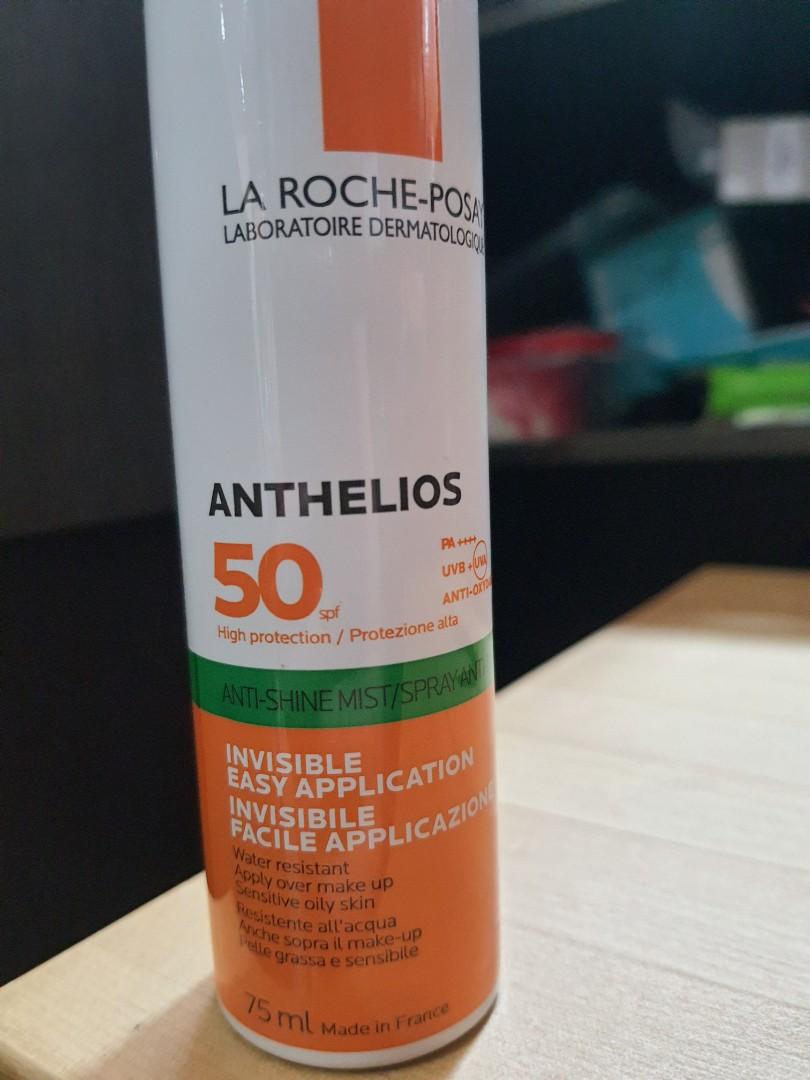 LA ROCHE-POSAY
LABORATOIRE DERMATOLOGIQUE
ANTHELIOS
50 spf
PA ++++
UVB + UVA
High protection / Protezione alta
ANTI-SHINE MIST/SPRAY ANTI
INVISIBLE
EASY APPLICATION
INVISIBILE
FACILE APPLICAZIONE
Water resistant
Apply over make up
Sensitive oily skin
Resistente all'acqua
Anche sopra il make-up
Pelle grassa e sensibile
75 ml Made in France